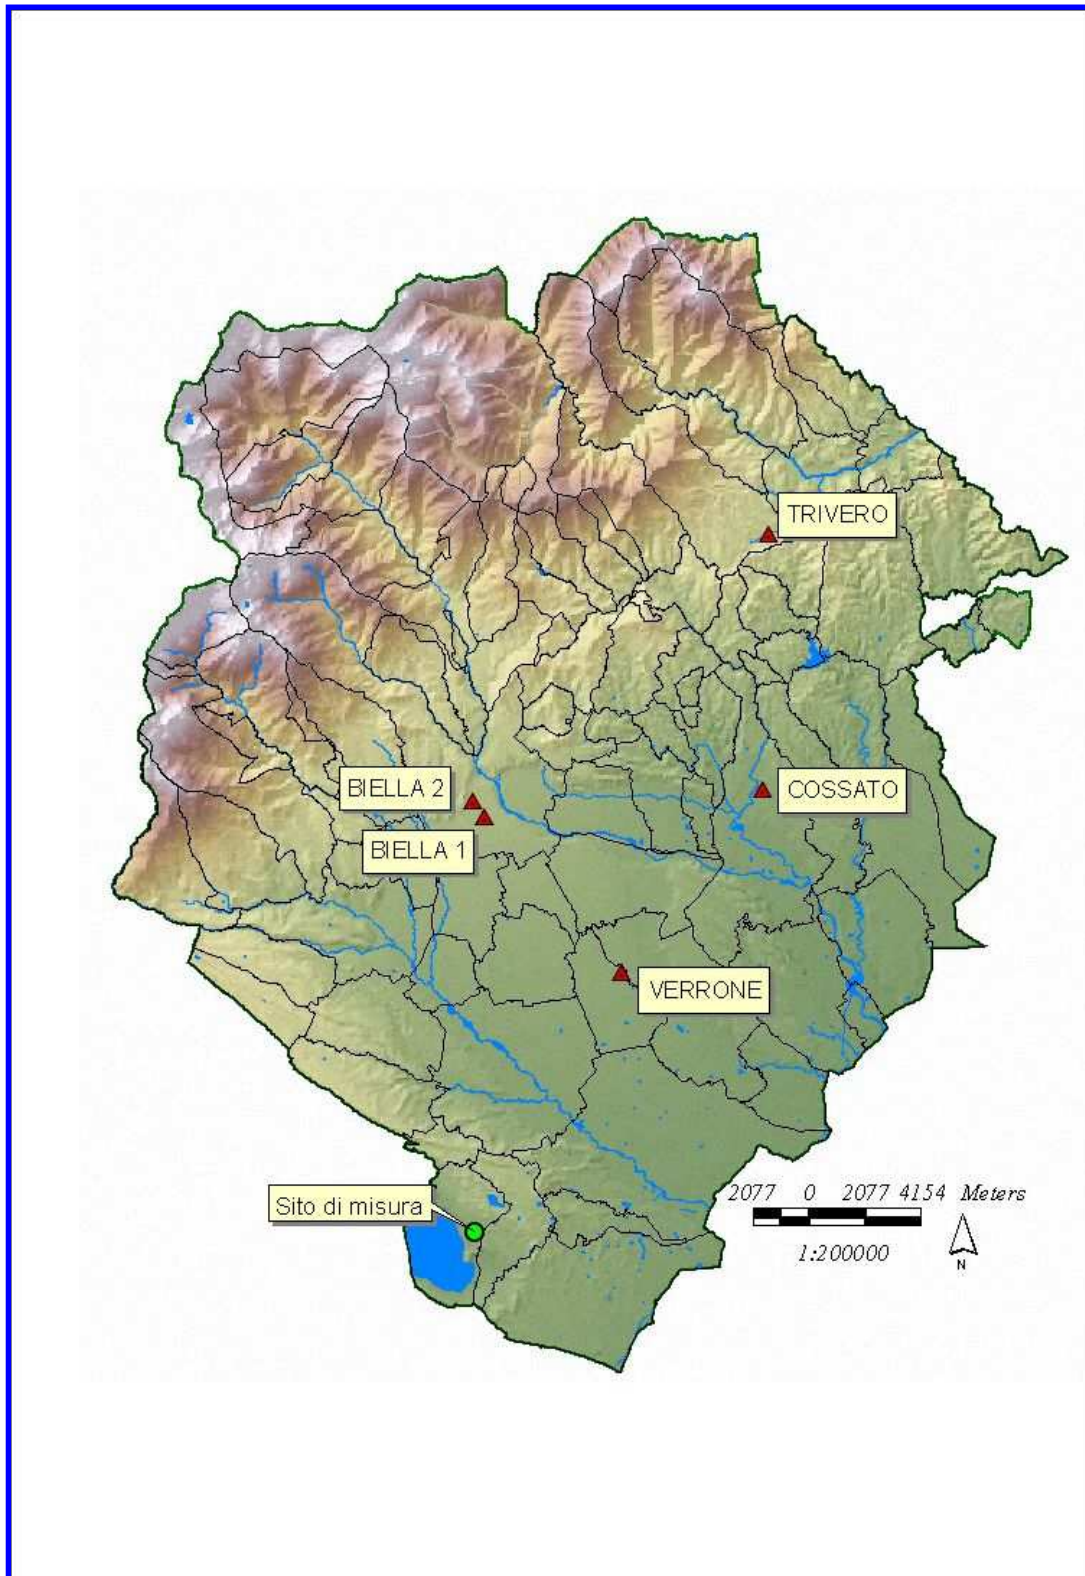 TRIVERO
BIELLA 2
COSSATO
BIELLA 1
VERRONE
Sito di misura
2077 0 2077 4154 Meters
1:200000
N